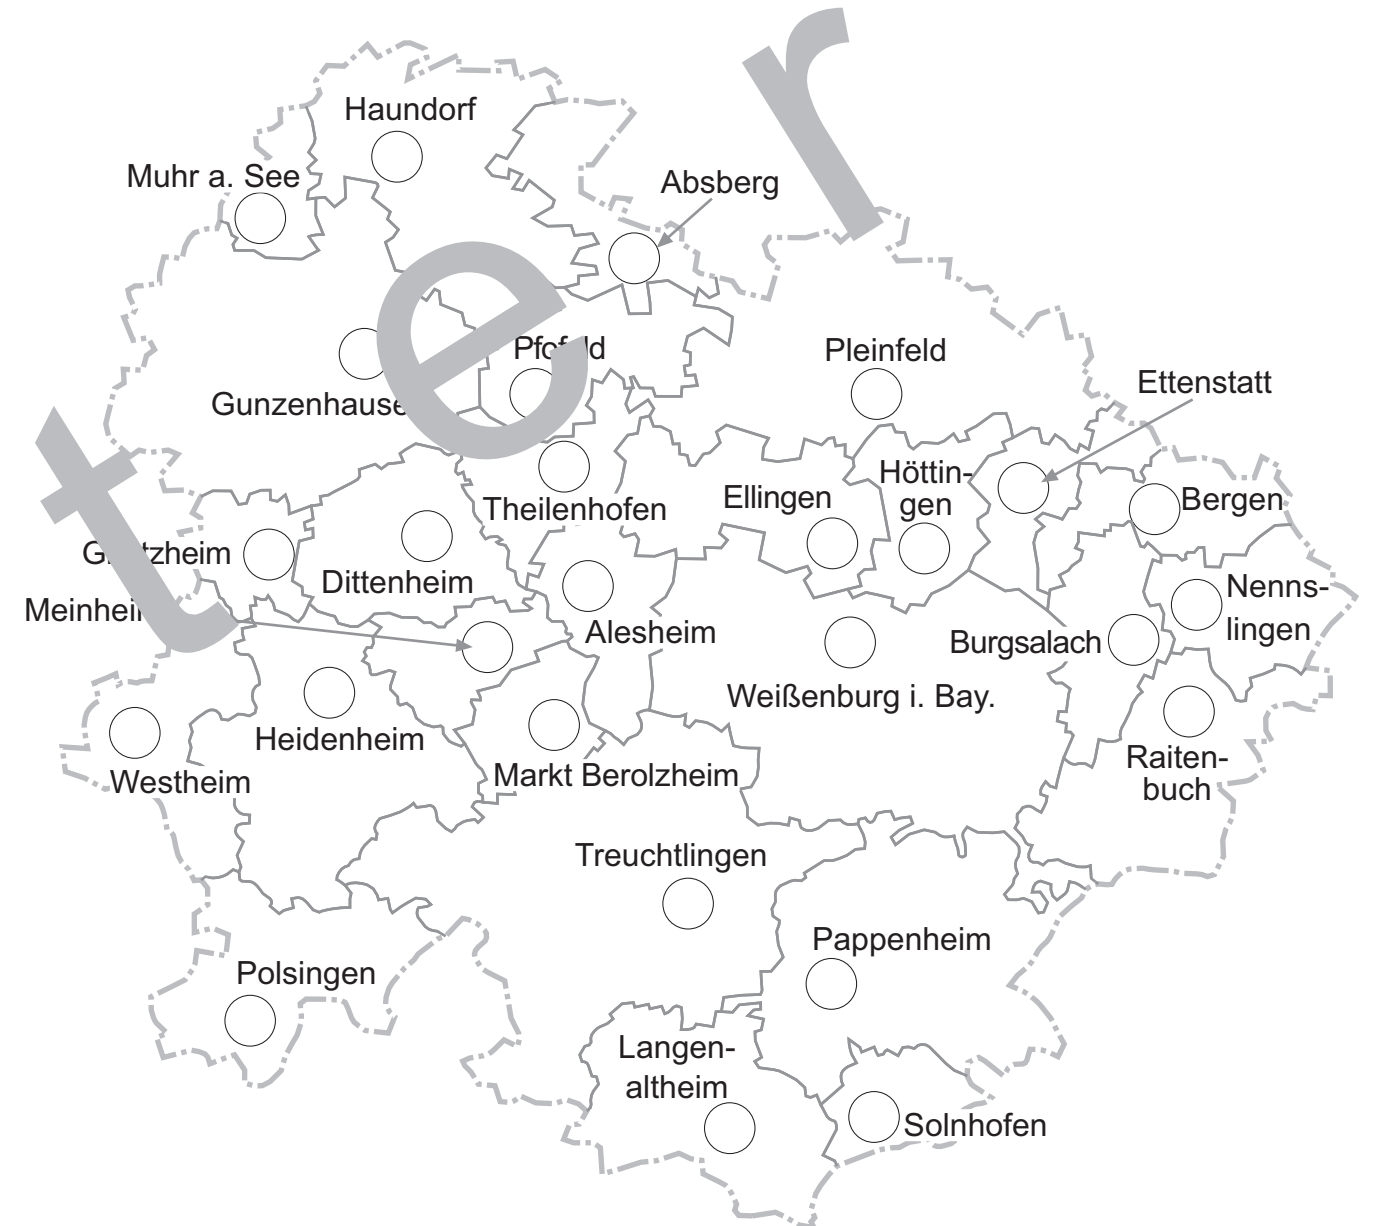 Haundorf
Muhr a. See
Absberg
Pleinfeld
Ettenstatt
Höttin-
gen
Ellingen
Bergen
Theilenhofen
Dittenheim
Nenns-
lingen
Alesheim
Burgsalach
Weißenburg i. Bay.
Heidenheim
Westheim
Markt Berolzheim
Raiten-
buch
Treuchtlingen
Pappenheim
Polsingen
Langen-
altheim
Solnhofen
t
e
r